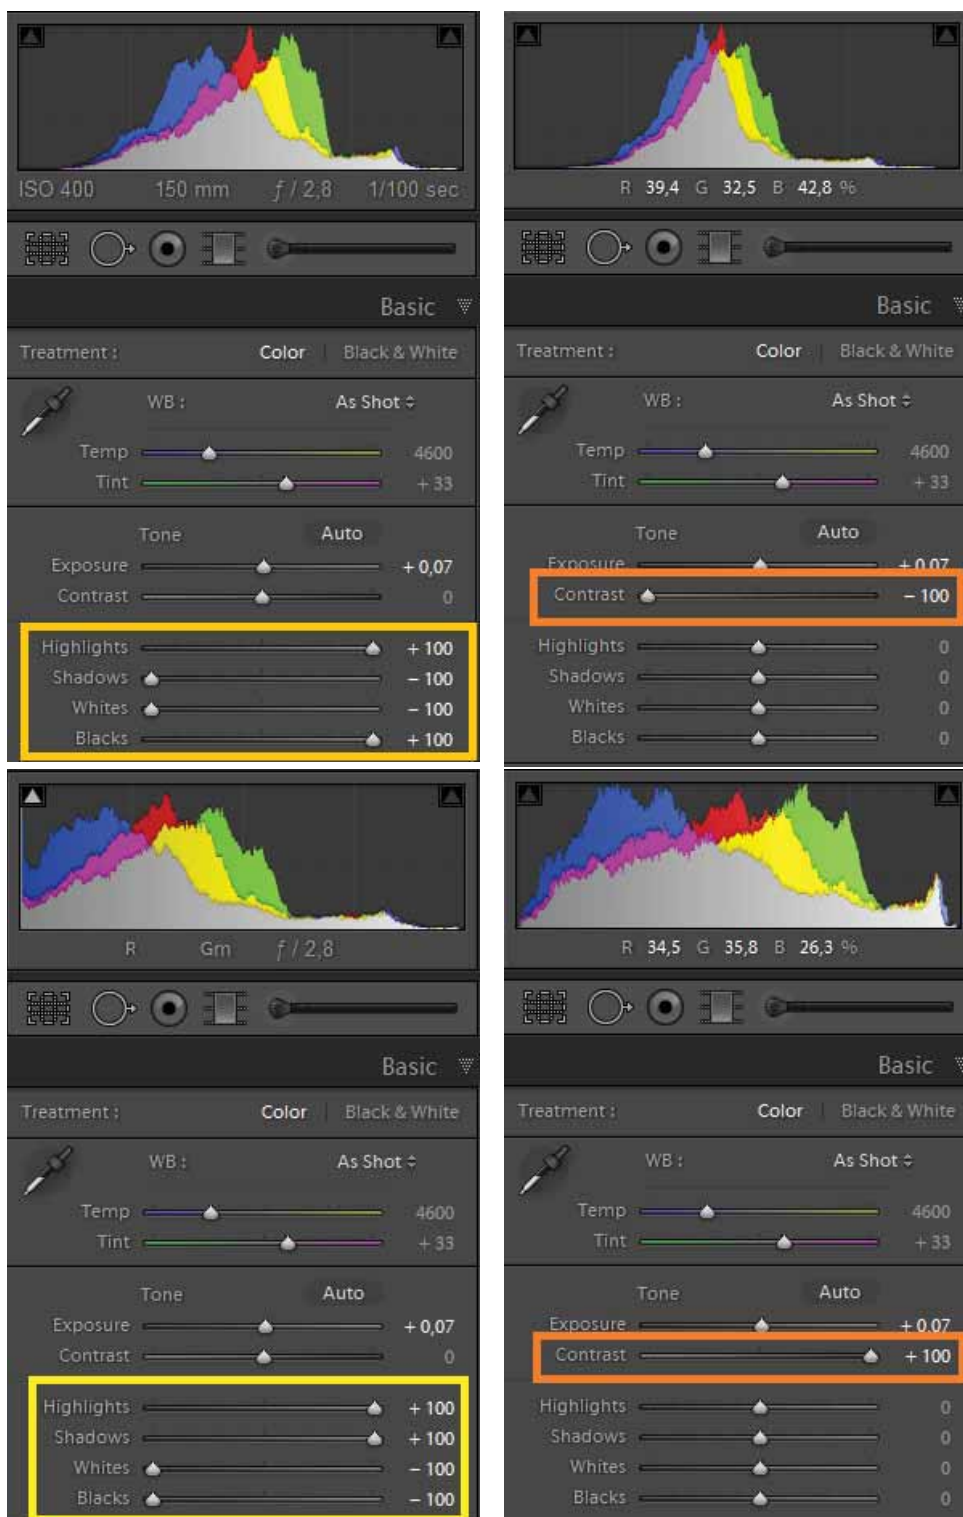 ISO 400 150 mm ƒ / 2,8 1/100 sec
Basic
Treatment : Color Black & White
WB : As Shot
Temp 4600
Tint + 33
Tone Auto
Exposure + 0,07
Contrast 0
Highlights + 100
Shadows − 100
Whites − 100
Blacks + 100
R 39,4 G 32,5 B 42,8 %
Basic
Treatment : Color Black & White
WB : As Shot
Temp 4600
Tint + 33
Tone Auto
Exposure + 0,07
Contrast − 100
Highlights 0
Shadows 0
Whites 0
Blacks 0
R Gm ƒ / 2,8
Basic
Treatment : Color Black & White
WB : As Shot
Temp 4600
Tint + 33
Tone Auto
Exposure + 0,07
Contrast 0
Highlights + 100
Shadows + 100
Whites − 100
Blacks − 100
R 34,5 G 35,8 B 26,3 %
Basic
Treatment : Color Black & White
WB : As Shot
Temp 4600
Tint + 33
Tone Auto
Exposure + 0,07
Contrast + 100
Highlights 0
Shadows 0
Whites 0
Blacks 0